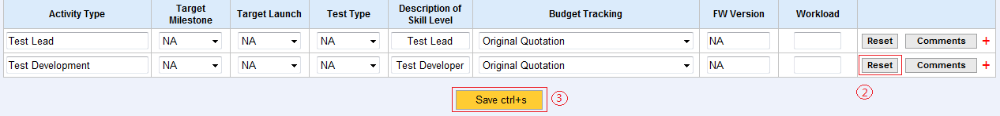 Activity Type Target Milestone Target Launch Test Type Description of Skill Level Budget Tracking FW Version Workload
Test Lead NA NA NA Test Lead Original Quotation NA Reset Comments +
Test Development NA NA NA Test Developer Original Quotation NA Reset Comments +
②
Save ctrl+s ③